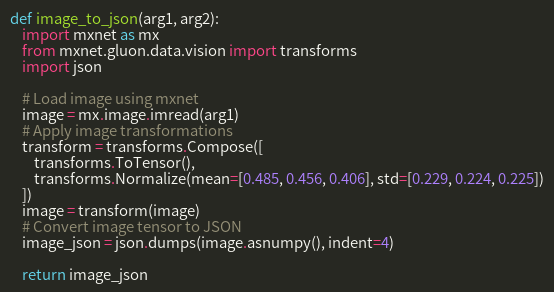 def image_to_json(arg1, arg2):
    import mxnet as mx
    from mxnet.gluon.data.vision import transforms
    import json

    # Load image using mxnet
    image = mx.image.imread(arg1)
    # Apply image transformations
    transform = transforms.Compose([
        transforms.ToTensor(),
        transforms.Normalize(mean=[0.485, 0.456, 0.406], std=[0.229, 0.224, 0.225])
    ])
    image = transform(image)
    # Convert image tensor to JSON
    image_json = json.dumps(image.asnumpy(), indent=4)

    return image_json